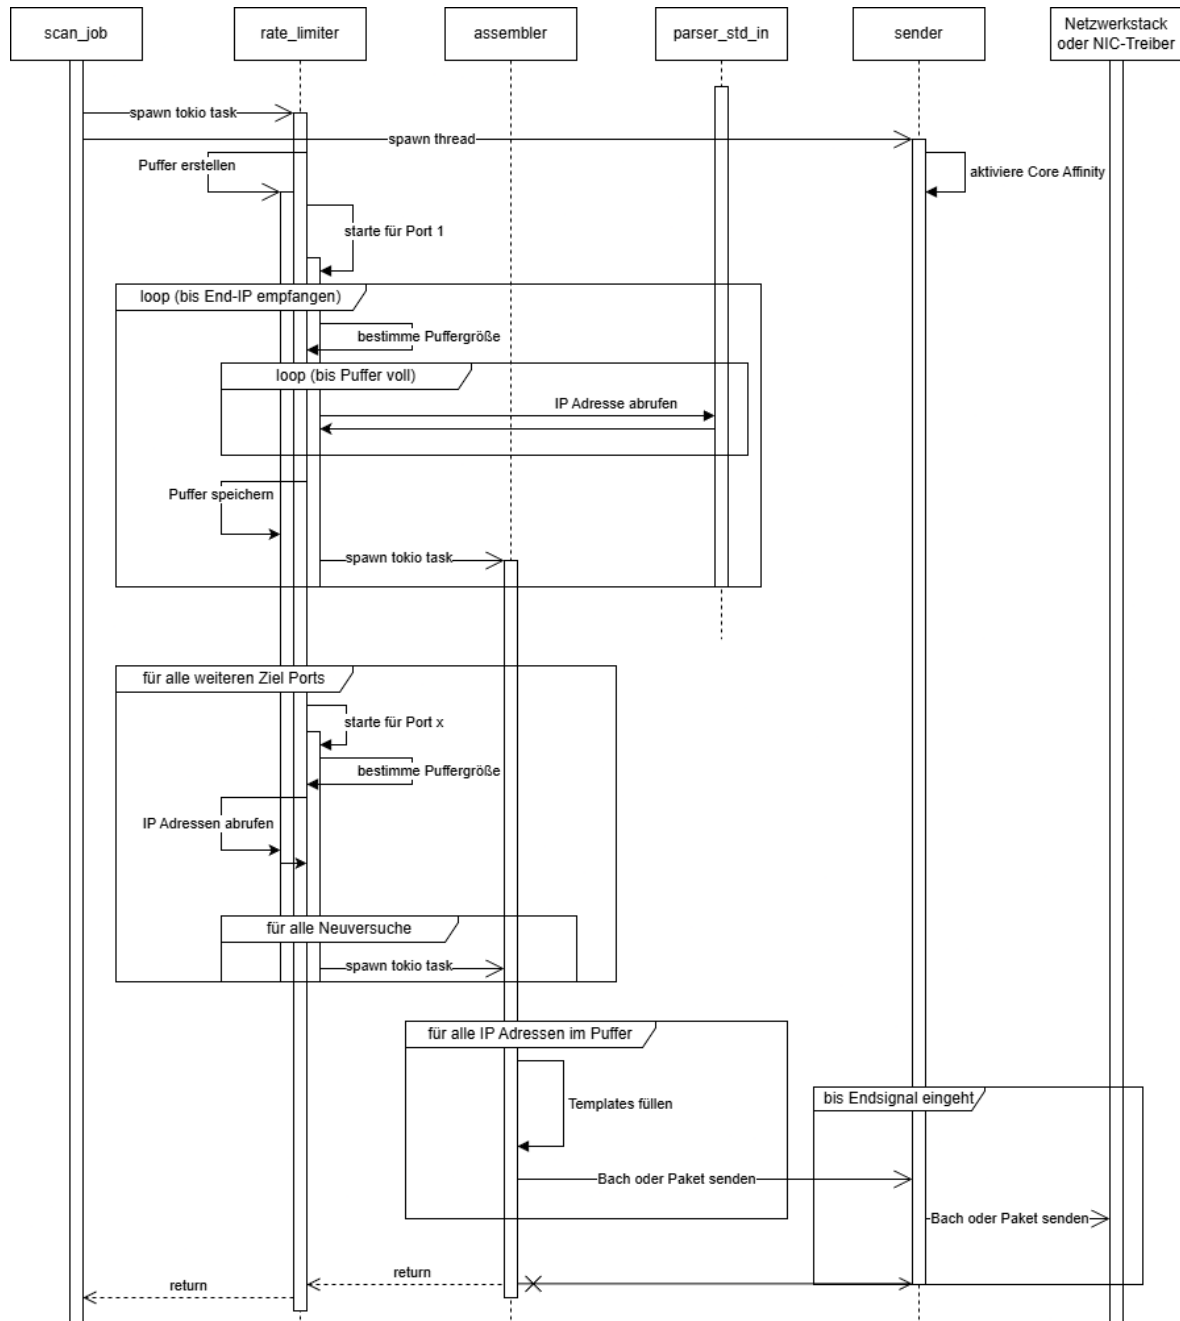 scan_job
rate_limiter
assembler
parser_std_in
sender
Netzwerkstack
oder NIC-Treiber
spawn tokio task
spawn thread
Puffer erstellen
aktiviere Core Affinity
starte für Port 1
loop (bis End-IP empfangen)
bestimme Puffergröße
loop (bis Puffer voll)
IP Adresse abrufen
Puffer speichern
spawn tokio task
für alle weiteren Ziel Ports
starte für Port x
bestimme Puffergröße
IP Adressen abrufen
für alle Neuversuche
spawn tokio task
für alle IP Adressen im Puffer
Templates füllen
bis Endsignal eingeht
Bach oder Paket senden
Bach oder Paket senden
return
return